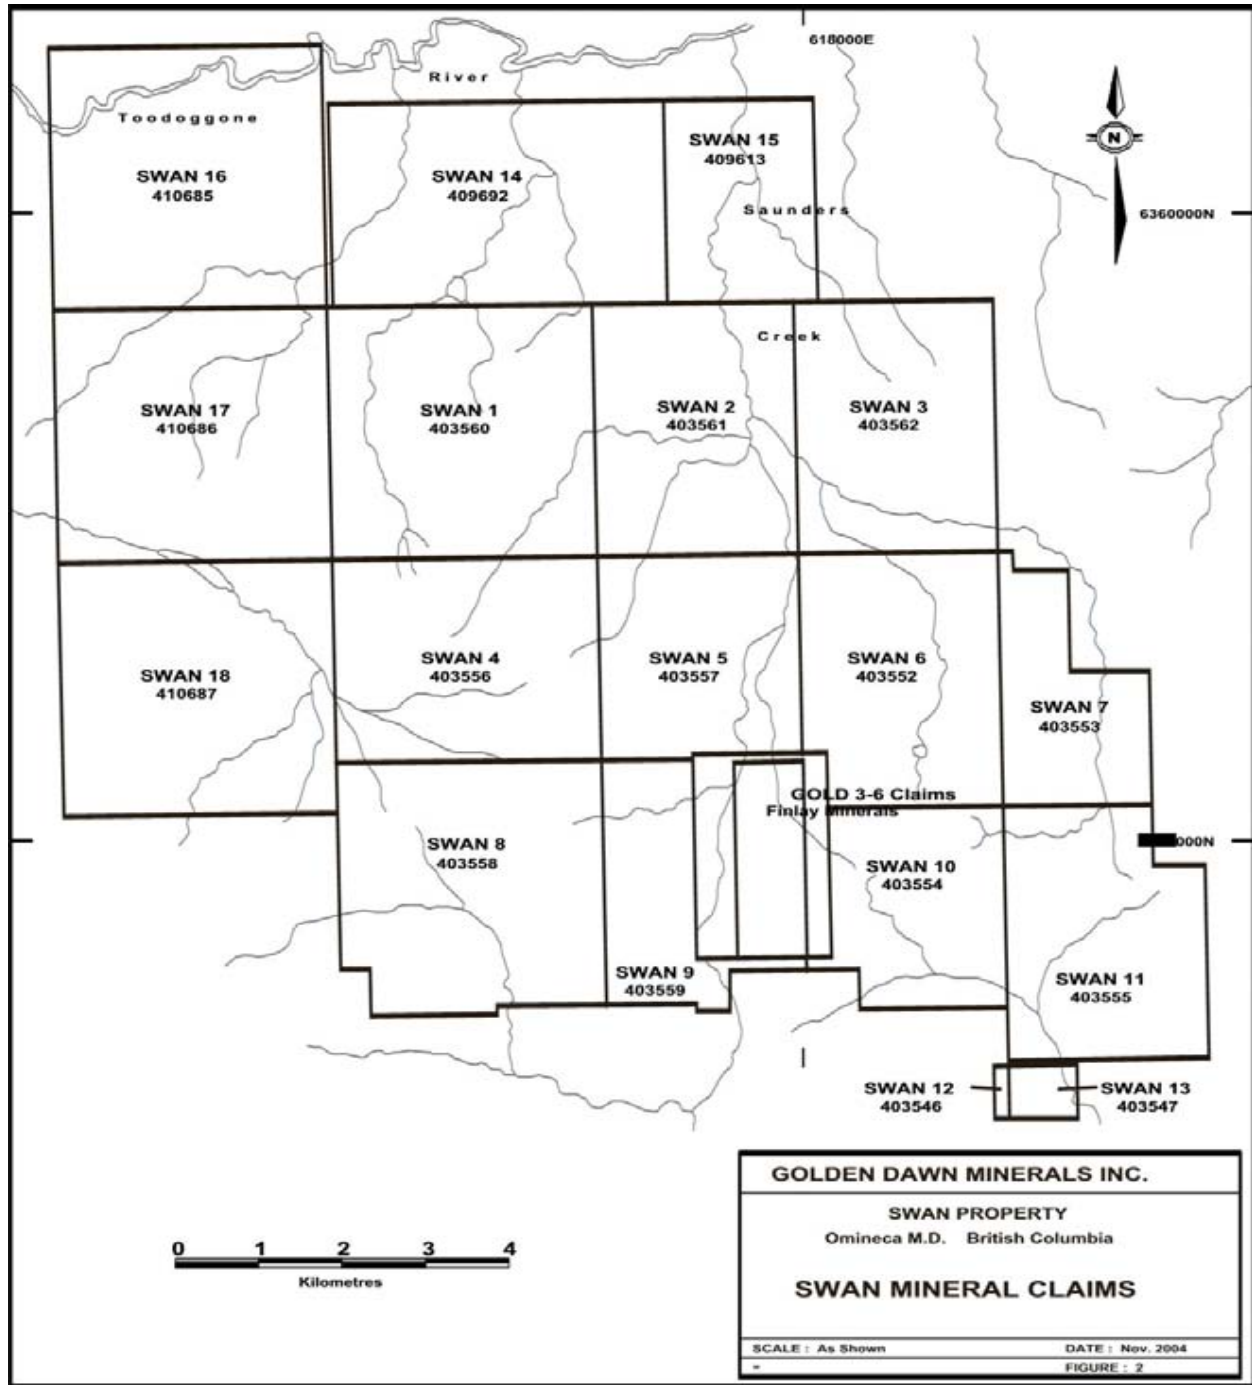 618000E
River
Toodoggone
SWAN 15
409613
SWAN 16
410685
SWAN 14
409692
N
Saunders
6360000N
Creek
SWAN 17
410686
SWAN 1
403560
SWAN 2
403561
SWAN 3
403562
SWAN 18
410687
SWAN 4
403556
SWAN 5
403557
SWAN 6
403552
SWAN 7
403553
GOLD 3-6 Claims
Finlay Minerals
SWAN 8
403558
000N
SWAN 10
403554
SWAN 9
403559
SWAN 11
403555
SWAN 12
403546
SWAN 13
403547
GOLDEN DAWN MINERALS INC.
SWAN PROPERTY
Omineca M.D. British Columbia
SWAN MINERAL CLAIMS
SCALE : As Shown DATE : Nov. 2004
FIGURE : 2
0 1 2 3 4
Kilometres